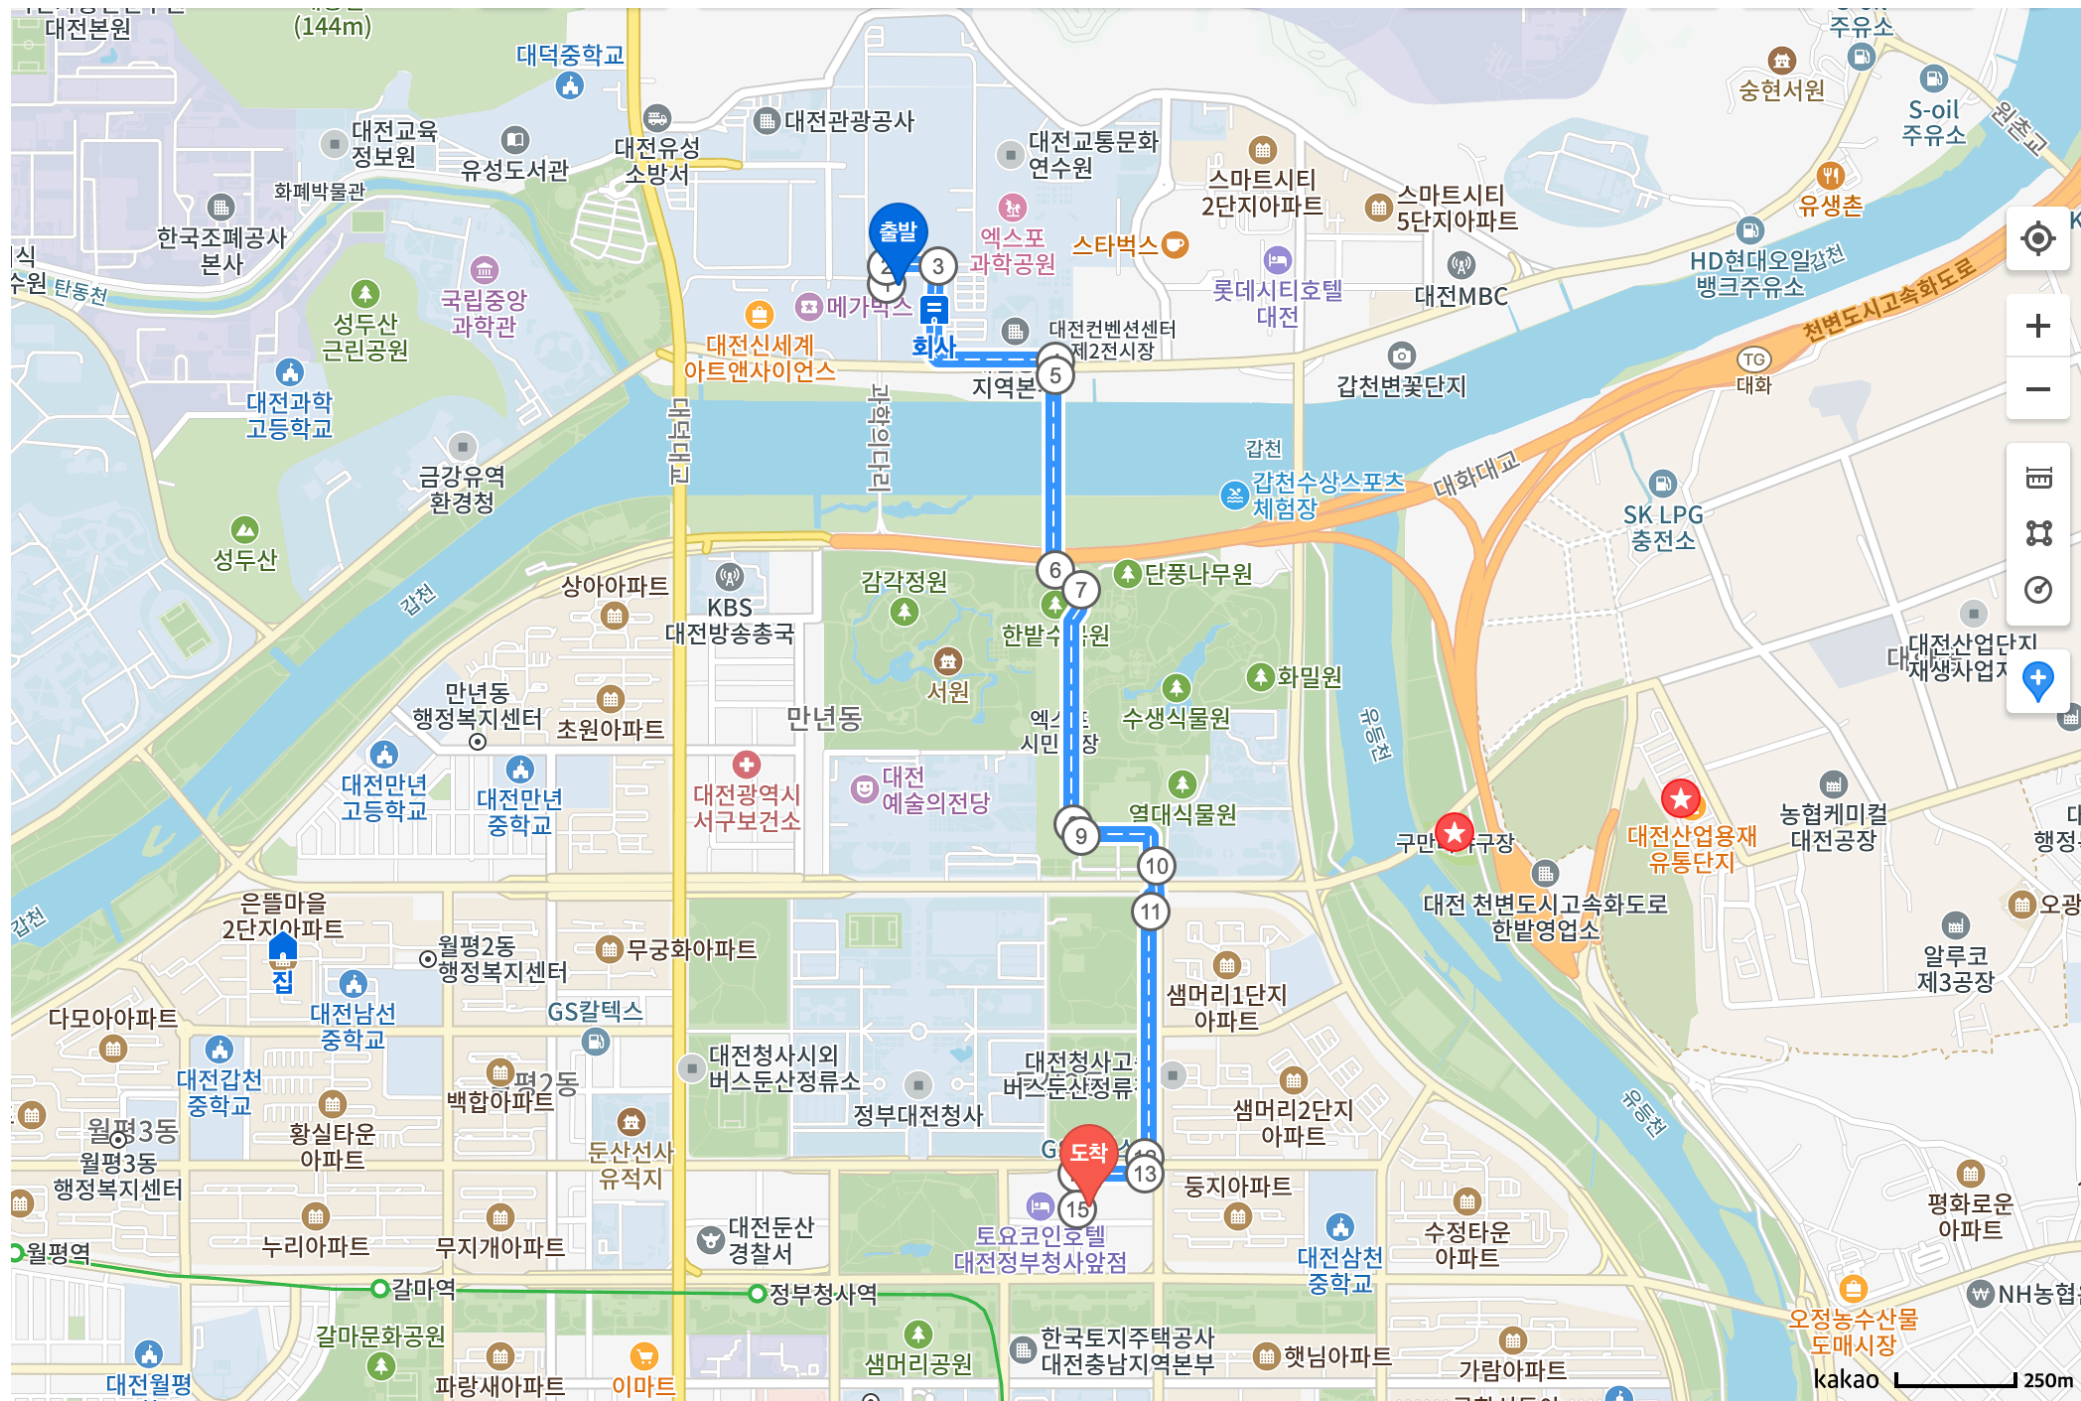 대전본원
(144m)
대덕중학교
주유소
숭현서원
S-oil
주유소
원촌교
대전교육
정보원
유성도서관
대전유성
소방서
대전관광공사
대전교통문화
연수원
스마트시티
2단지아파트
스마트시티
5단지아파트
유생촌
화폐박물관
한국조폐공사
본사
탄동천
출발
2
3
1
엑스포
과학공원
스타벅스
HD현대오일
뱅크주유소
갑천
국립중앙
과학관
성두산
근린공원
메가박스
회사
롯데시티호텔
대전
대전MBC
천변도시고속화도로
대전신세계
아트앤사이언스
대전컨벤션센터
제2전시장
5
갑천변꽃단지
TG
대화
대전과학
고등학교
대덕대교
과학의다리
갑천
금강유역
환경청
갑천수상스포츠
체험장
대화대교
SK LPG
충전소
성두산
갑천
상아아파트
KBS
대전방송총국
감각정원
6
7
단풍나무원
한밭수목원
서원
화밀원
수생식물원
대전산업단지
만년동
행정복지센터
초원아파트
만년동
유등천
대전만년
고등학교
대전만년
중학교
대전광역시
서구보건소
대전
예술의전당
열대식물원
9
10
11
농협케미컬
대전공장
대전산업용재
유통단지
대전 천변도시고속화도로
한밭영업소
은뜰마을
2단지아파트
집
갑천
월평2동
행정복지센터
무궁화아파트
알루코
제3공장
다모아아파트
대전남선
중학교
GS칼텍스
샘머리1단지
아파트
대전갑천
중학교
백합아파트
대전청사시외
버스둔산정류소
정부대전청사
샘머리2단지
아파트
유등천
월평3동
월평3동
행정복지센터
황실타운
아파트
둔산선사
유적지
도착
13
15
둥지아파트
수정타운
아파트
평화로운
아파트
누리아파트
무지개아파트
대전둔산
경찰서
토요코인호텔
대전정부청사앞점
대전삼천
중학교
월평역
갈마역
정부청사역
갈마문화공원
파랑새아파트
이마트
샘머리공원
한국토지주택공사
대전충남지역본부
햇님아파트
가람아파트
오정농수산물
도매시장
대전월평
kakao
250m